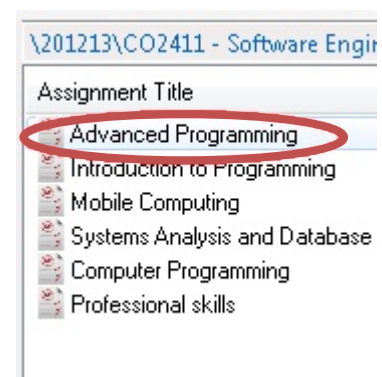 \201213\CO2411 - Software Engir
Assignment Title
Advanced Programming
Introduction to Programming
Mobile Computing
Systems Analysis and Database
Computer Programming
Professional skills